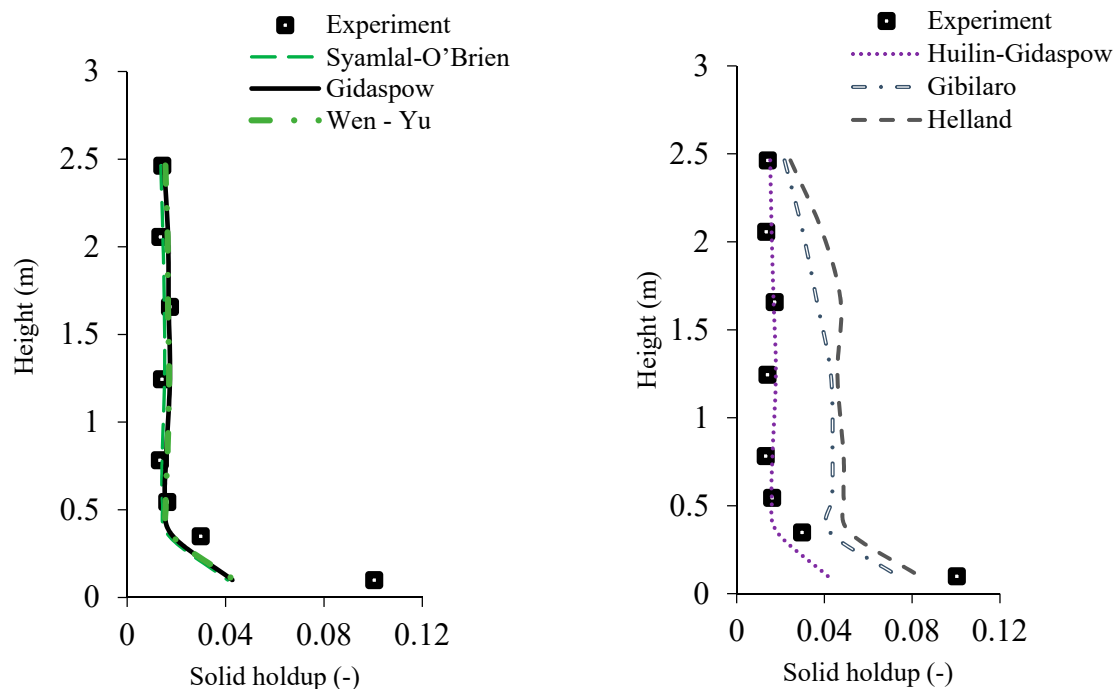 Experiment
Syamlal-O’Brien
Gidaspow
Wen - Yu
3
2.5
2
1.5
1
0.5
0
Height (m)
0
0.04
0.08
0.12
Solid holdup (-)
Experiment
Huilin-Gidaspow
Gibilaro
Helland
3
2.5
2
1.5
1
0.5
0
Height (m)
0
0.04
0.08
0.12
Solid holdup (-)